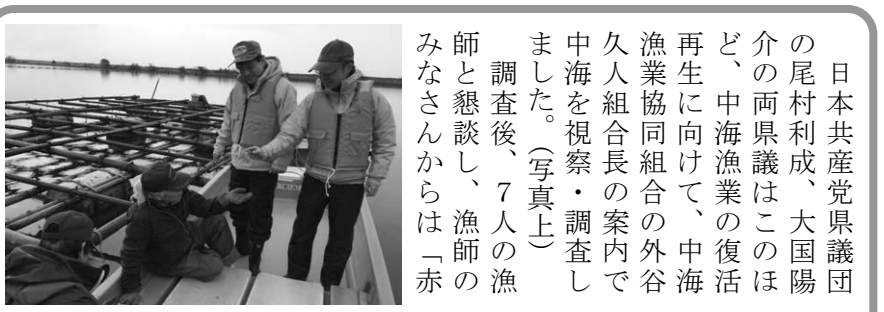 日本共産党県議団
の尾村利成、大国陽
介の両県議はこのほ
ど、中海漁業の復活
再生に向けて、中海
漁業協同組合の外谷
久人組合長の案内で
中海を視察・調査し
ました。（写真上）
調査後、７人の漁
師と懇談し、漁師の
みなさんからは「赤